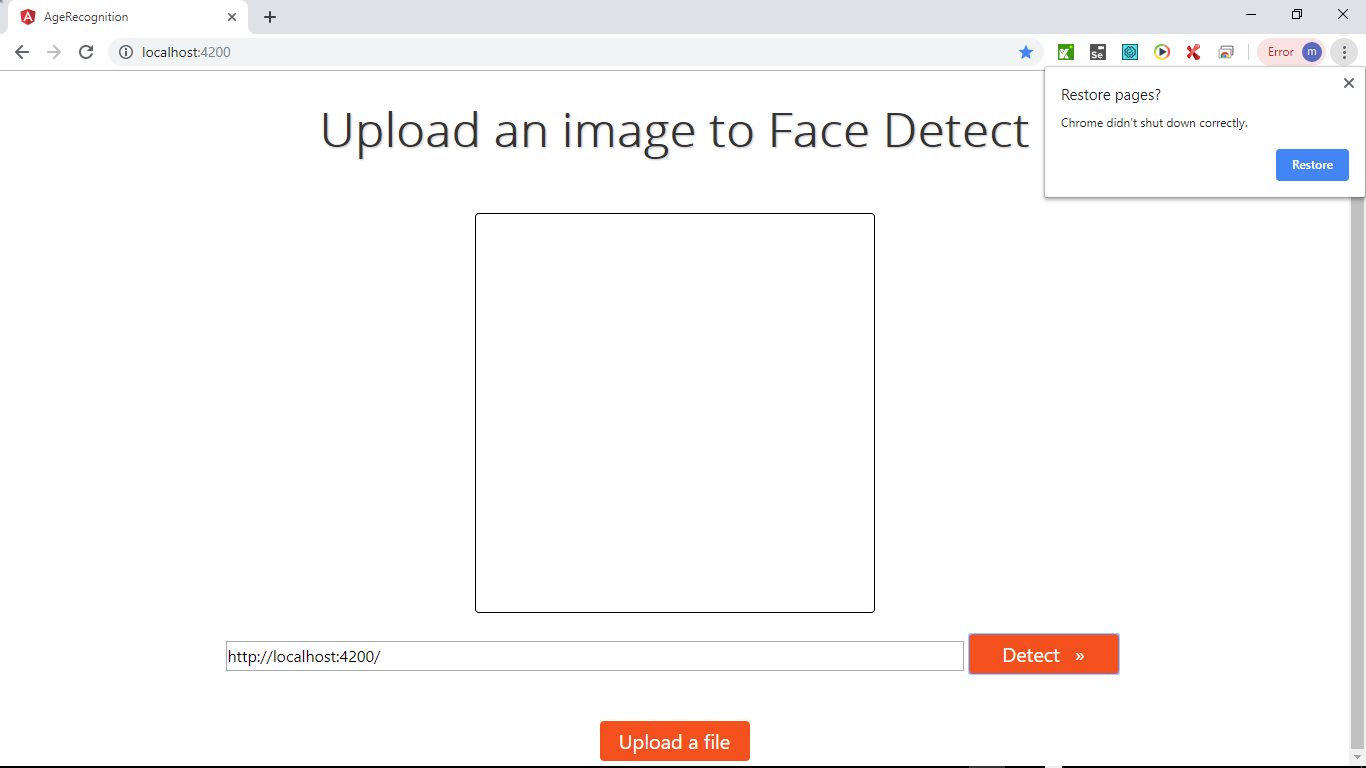 AgeRecognition
localhost:4200
Se
Error
m
Restore pages?
Chrome didn't shut down correctly.
Restore
Upload an image to Face Detect
http://localhost:4200/
Detect »
Upload a file